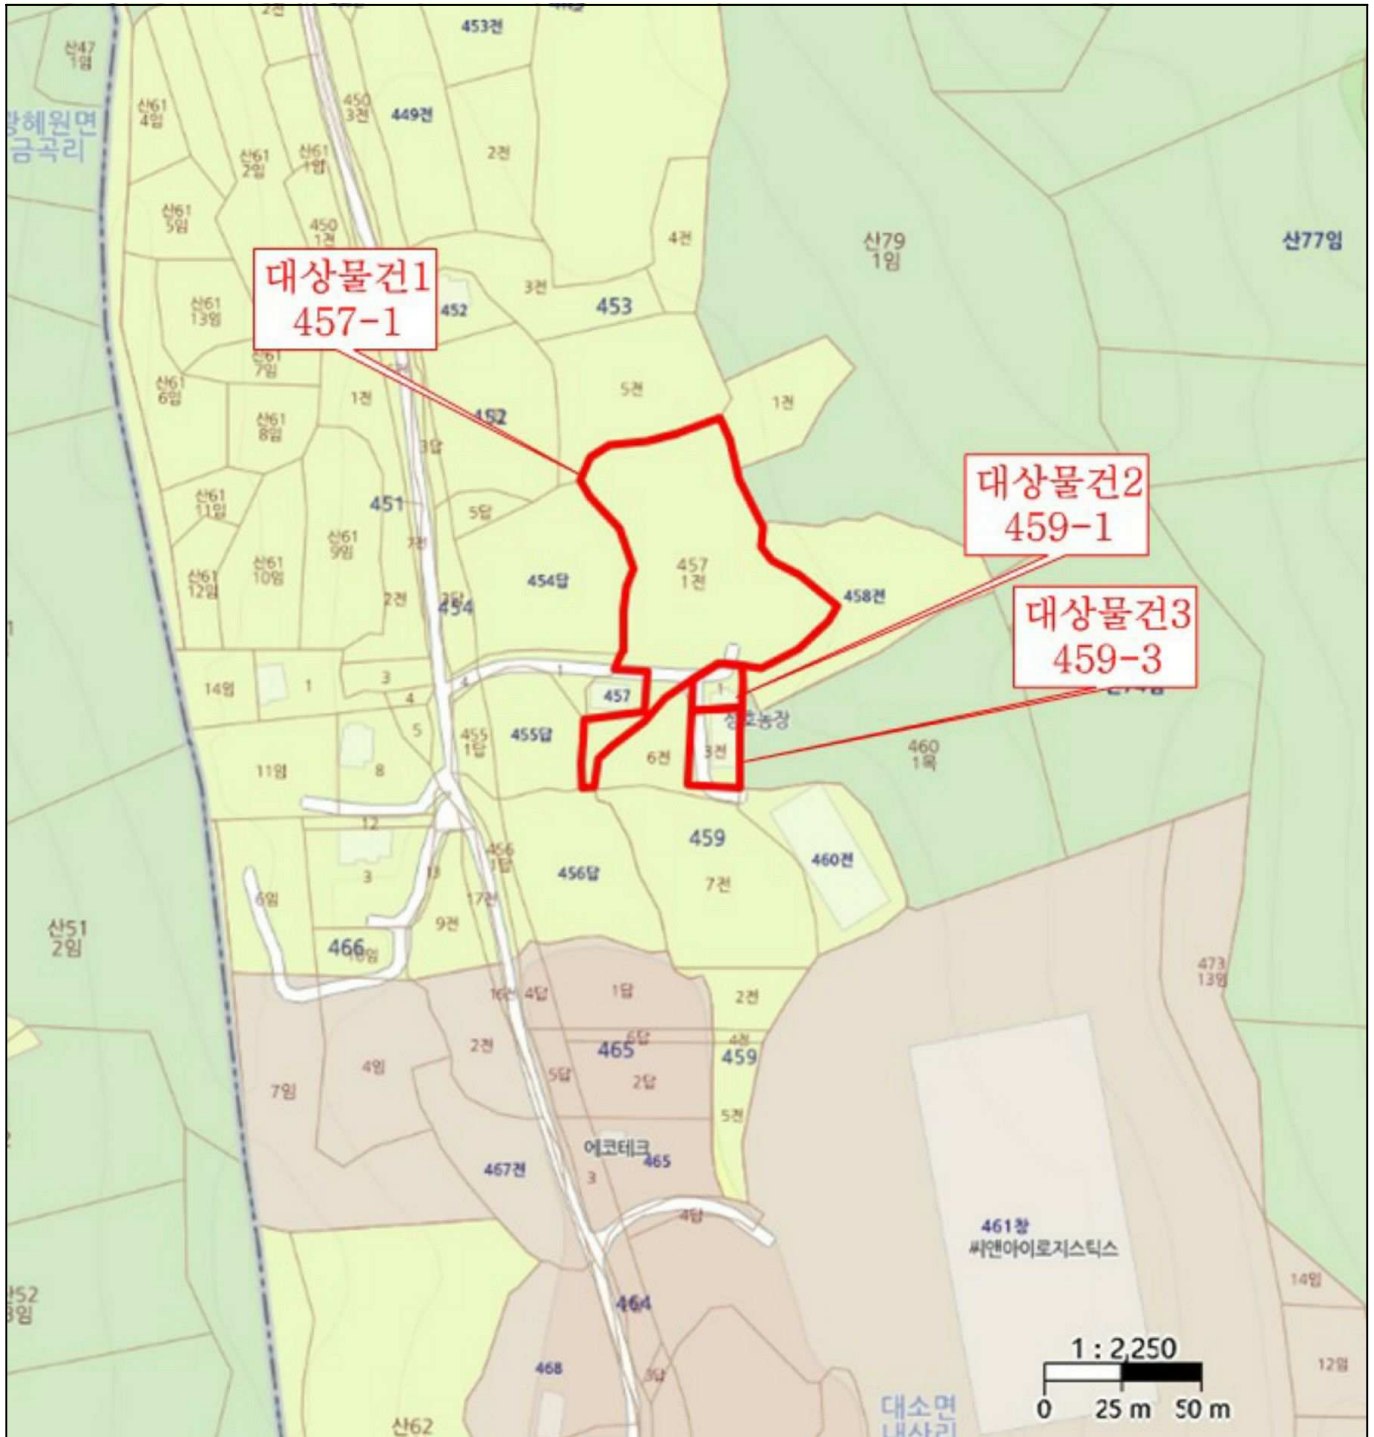 453전
2전
산47
1임
산61
4임
450
3전
449전
광혜원면
금곡리
산61
2임
산61
1임
2전
산61
5임
450
1전
4전
산79
1임
산77임
대상물건1
457-1
3전
453
452
산61
13임
산61
7임
산61
6임
1전
5전
1전
452
산61
8임
3답
대상물건2
459-1
451
5답
산61
11임
산61
9임
7전
산61
10임
산61
12임
457
1전
454답
458전
2전
454
대상물건3
459-3
14임
1
3
4
4
1
457
1
5
455
1답
455답
상호농장
6전
3전
460
1목
11임
8
12
459
456
1답
3
13
456답
7전
460전
6임
17전
9전
466
산51
2임
473
13임
4답
1답
2전
6답
4전
465
459
2전
4임
7임
5답
2답
5전
에코테크
465
467전
3
4답
461창
씨앤아이로지스틱스
14임
464
1 : 2,250
468
3답
12임
0 25 m 50 m
대소면
산62